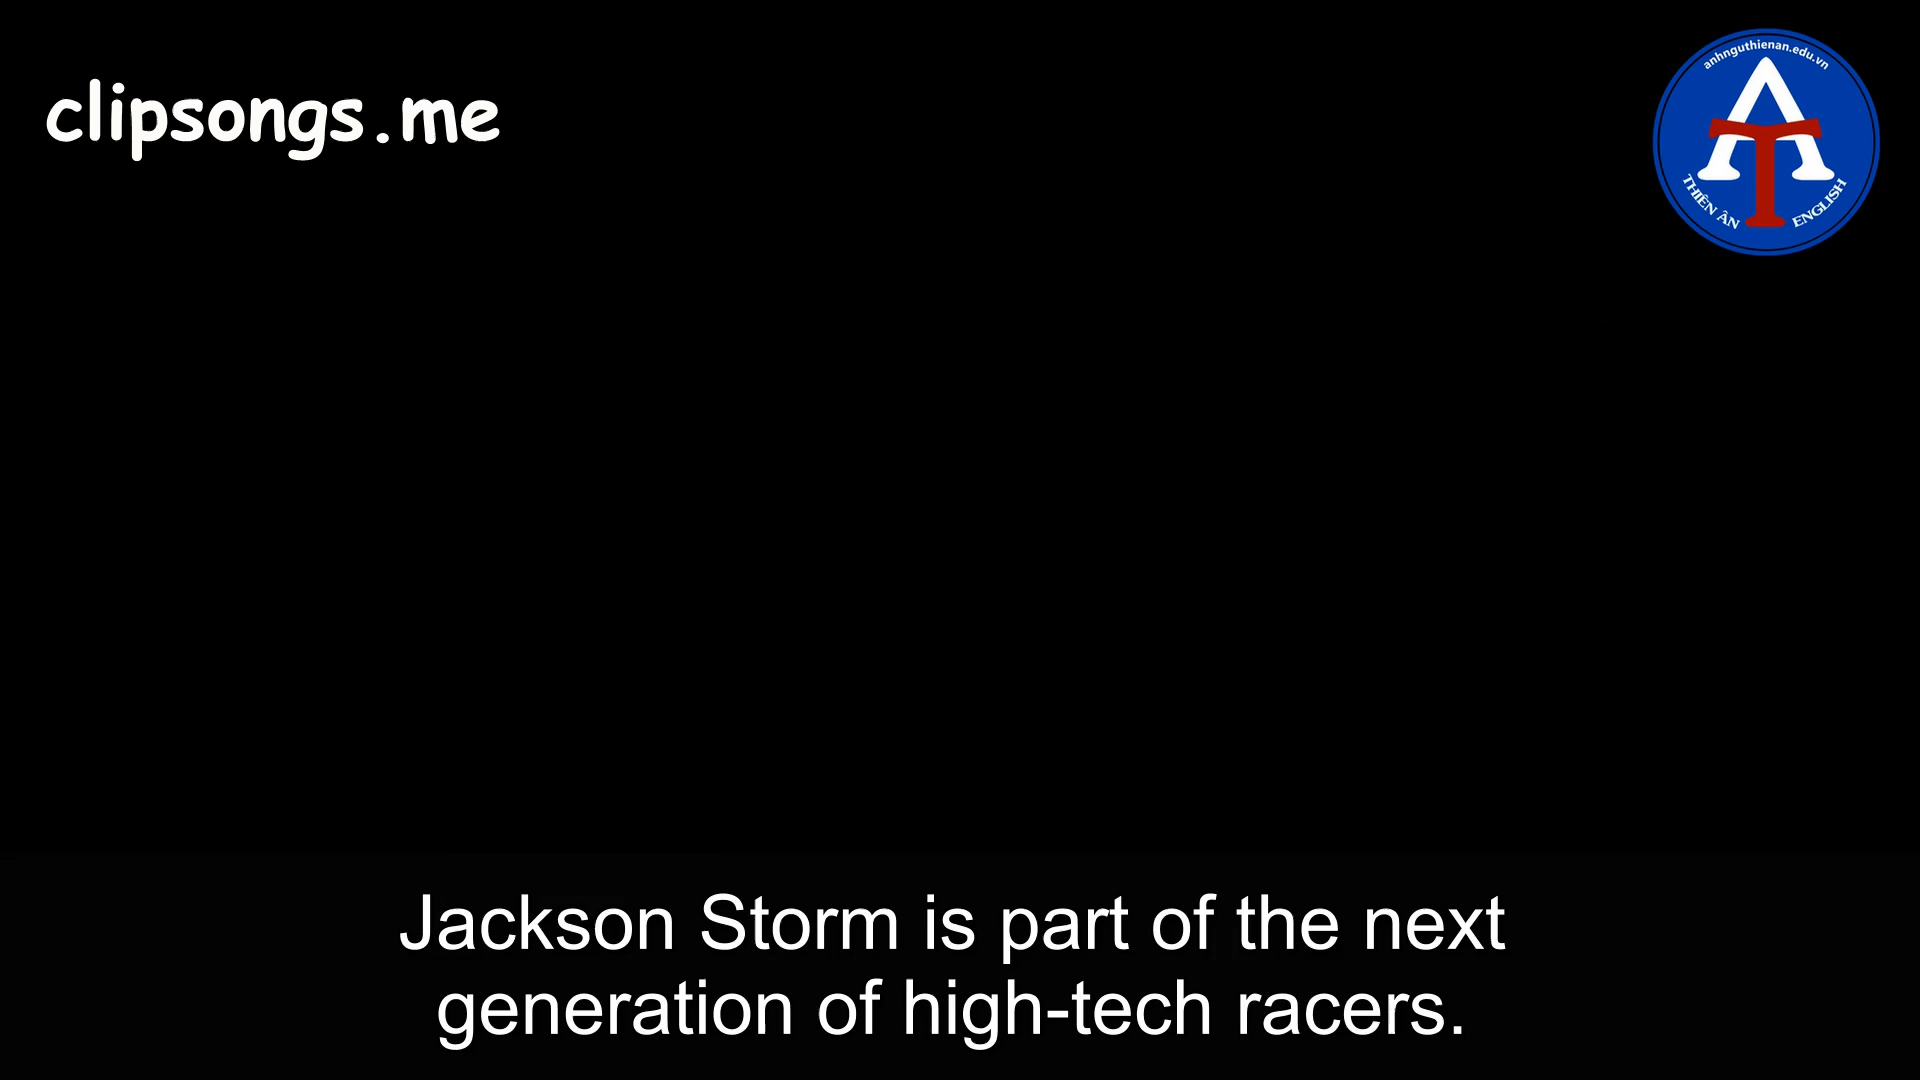 clipsongs.me
anhnguthienan.edu.vn
AT
THIÊN ÂN ENGLISH
Jackson Storm is part of the next
generation of high-tech racers.